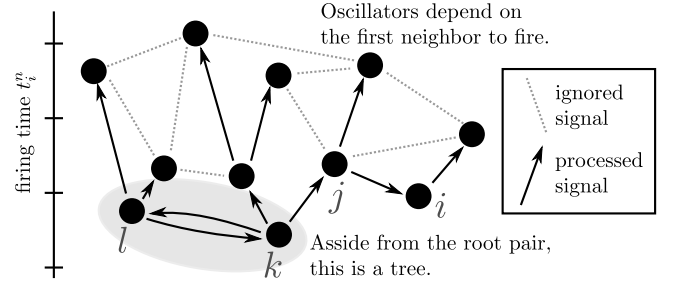 Oscillators depend on
the first neighbor to fire.
firing time $t_i^n$
ignored
signal
processed
signal
j
i
l
k
Asside from the root pair,
this is a tree.